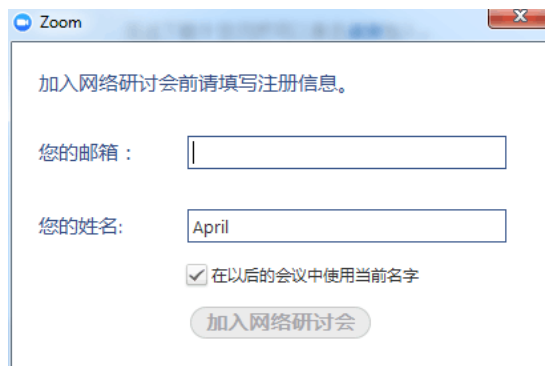 Zoom
加入网络研讨会前请填写注册信息。
您的邮箱：
您的姓名: April
在以后的会议中使用当前名字
加入网络研讨会